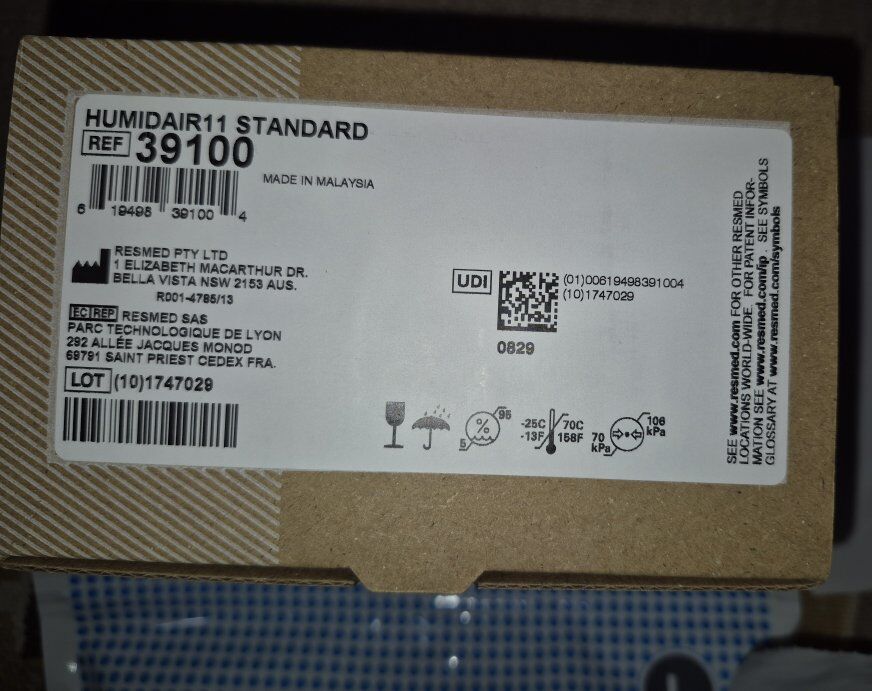 HUMIDAIR11 STANDARD
REF 39100
MADE IN MALAYSIA
6 19498 39100 4
RESMED PTY LTD
1 ELIZABETH MACARTHUR DR.
BELLA VISTA NSW 2153 AUS.
R001-4785/13
EC REP RESMED SAS
PARC TECHNOLOGIQUE DE LYON
292 ALLÉE JACQUES MONOD
69791 SAINT PRIEST CEDEX FRA.
LOT (10)1747029
UDI
(01)00619498391004
(10)1747029
0829
% 95
5
-25C 70C
-13F 158F
106
kPa
70
kPa
SEE www.resmed.com FOR OTHER RESMED
LOCATIONS WORLD-WIDE. FOR PATENT INFOR-
MATION SEE www.resmed.com/ip . SEE SYMBOLS
GLOSSARY AT www.resmed.com/symbols